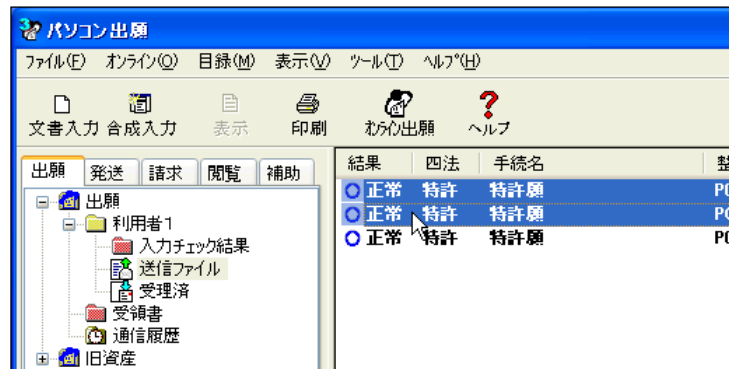 パソコン出願
ファイル(F) オンライン(O) 目録(M) 表示(V) ツール(T) ヘルプ(H)
文書入力 合成入力 表示 印刷 オンライン出願 ヘルプ
出願 発送 請求 閲覧 補助
結果 四法 手続名 整
出願
利用者1
入力チェック結果
送信ファイル
受理済
受領書
通信履歴
旧資産
正常 特許 特許願 P0
正常 特許 特許願 P0
正常 特許 特許願 P0